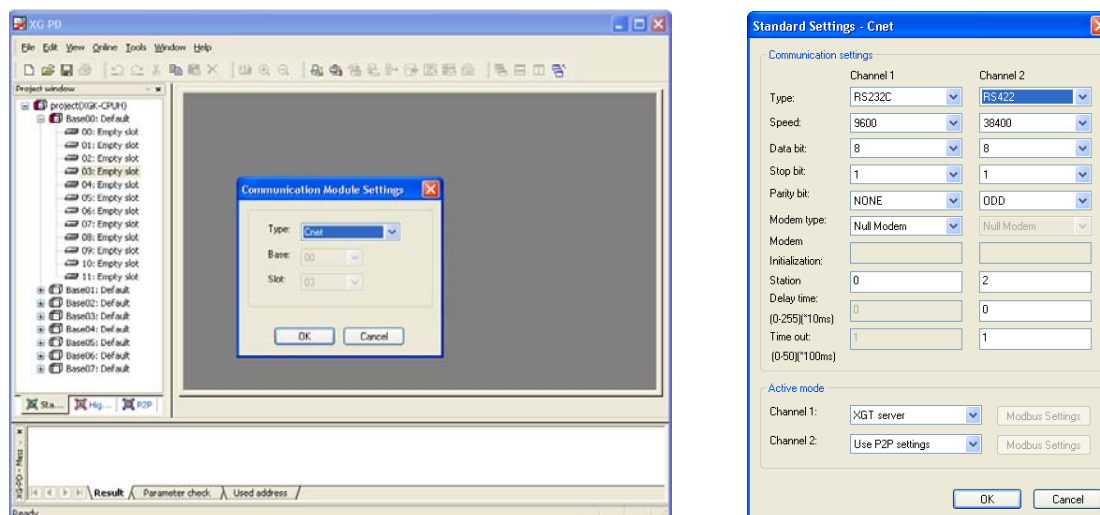 XG-PD
File Edit View Online Tools Window Help
Project window
project(XGK-CPUH)
Base00: Default
00: Empty slot
01: Empty slot
02: Empty slot
03: Empty slot
04: Empty slot
05: Empty slot
06: Empty slot
07: Empty slot
08: Empty slot
09: Empty slot
10: Empty slot
11: Empty slot
Base01: Default
Base02: Default
Base03: Default
Base04: Default
Base05: Default
Base06: Default
Base07: Default
Sta... Hig... P2P
Communication Module Settings
Type: Cnet
Base: 00
Slot: 03
OK Cancel
XG-PD - Mess
Result Parameter check Used address
Ready
Standard Settings - Cnet
Communication settings
Channel 1 Channel 2
Type: RS232C RS422
Speed: 9600 38400
Data bit: 8 8
Stop bit: 1 1
Parity bit: NONE ODD
Modem type: Null Modem Null Modem
Modem
Initialization:
Station 0 2
Delay time:
(0-255)(*10ms) 0 0
Time out: 1 1
(0-50)(*100ms)
Active mode
Channel 1: XGT server Modbus Settings
Channel 2: Use P2P settings Modbus Settings
OK Cancel